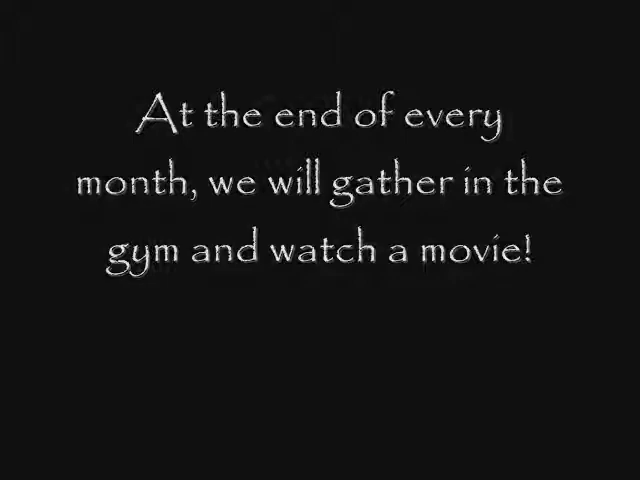 At the end of every
month, we will gather in the
gym and watch a movie!